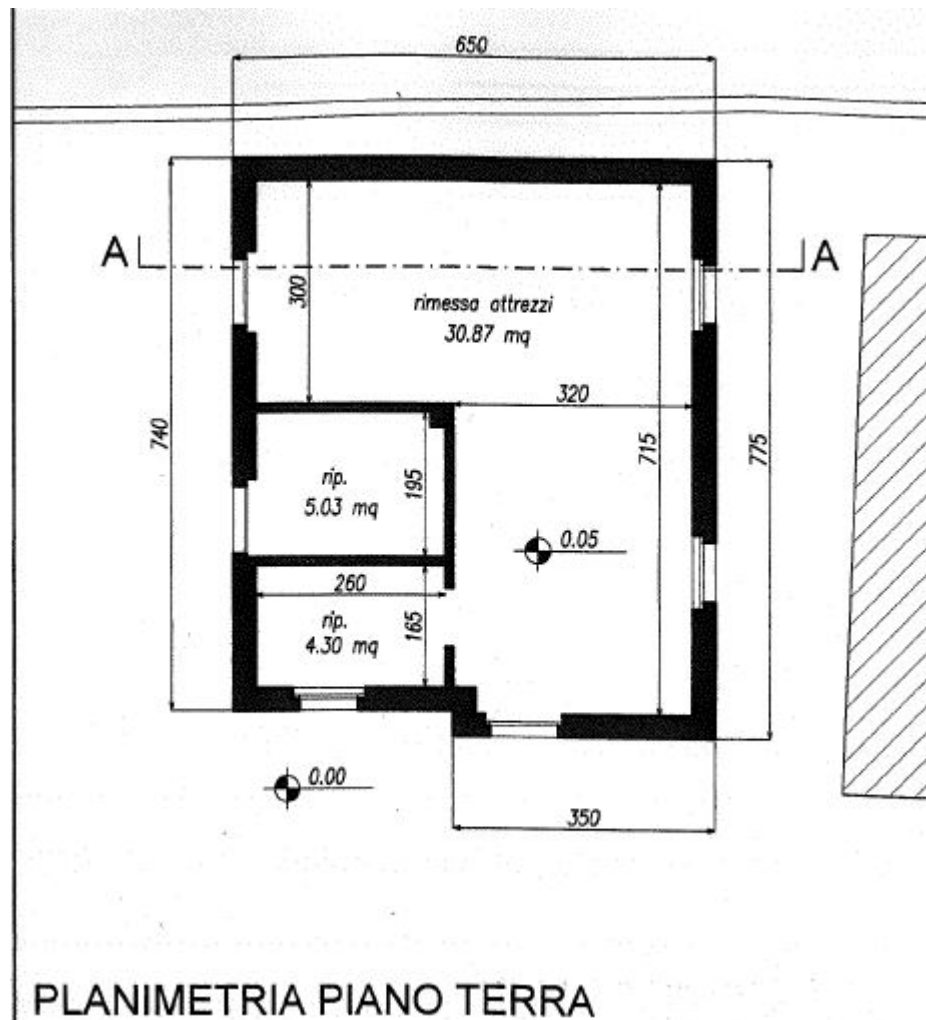 650
A
A
300
rimessa attrezzi
30.87 mq
320
740
715
775
rip.
5.03 mq
195
0.05
260
rip.
4.30 mq
165
0.00
350
PLANIMETRIA PIANO TERRA